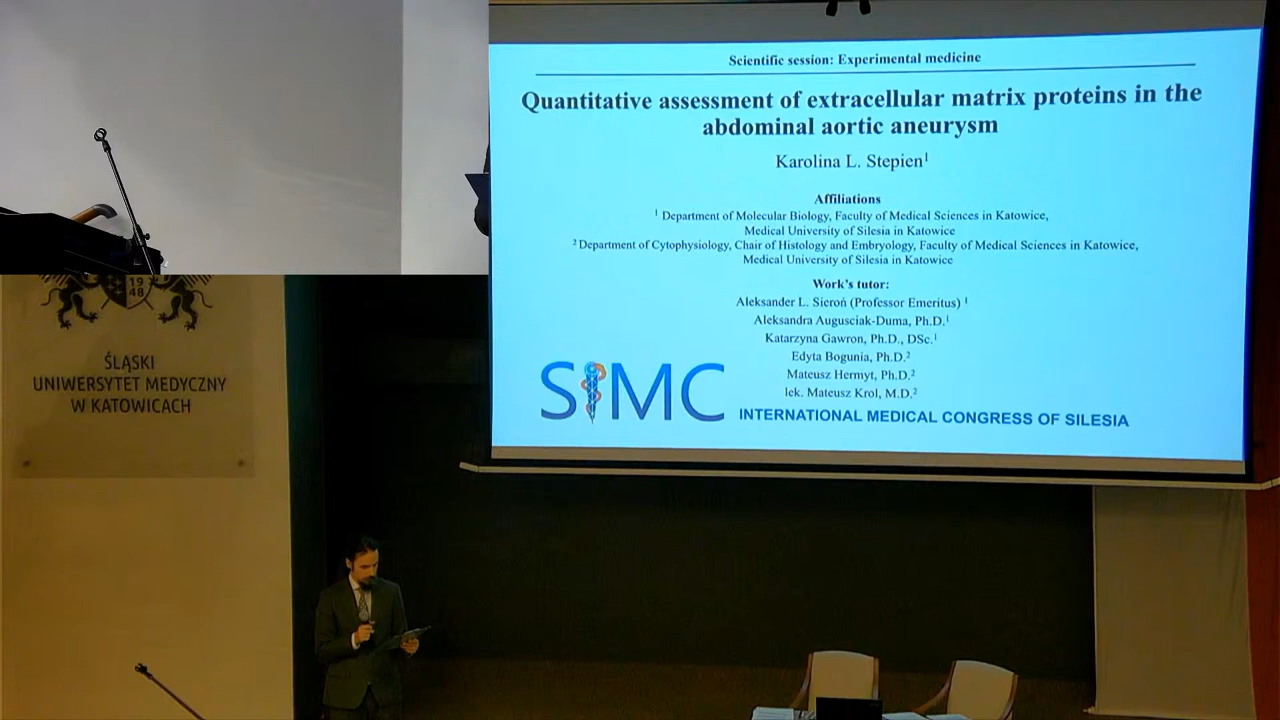 Scientific session: Experimental medicine
Quantitative assessment of extracellular matrix proteins in the
abdominal aortic aneurysm
Karolina L. Stepien¹
Affiliations
¹ Department of Molecular Biology, Faculty of Medical Sciences in Katowice,
Medical University of Silesia in Katowice
² Department of Cytophysiology, Chair of Histology and Embryology, Faculty of Medical Sciences in Katowice,
Medical University of Silesia in Katowice
Work's tutor:
Aleksander L. Sieroń (Professor Emeritus) ¹
Aleksandra Augusciak-Duma, Ph.D.¹
Katarzyna Gawron, Ph.D., DSc.¹
Edyta Bogunia, Ph.D.²
Mateusz Hermyt, Ph.D.²
lek. Mateusz Krol, M.D.²
SIMC
INTERNATIONAL MEDICAL CONGRESS OF SILESIA
19
48
ŚLĄSKI
UNIWERSYTET MEDYCZNY
W KATOWICACH